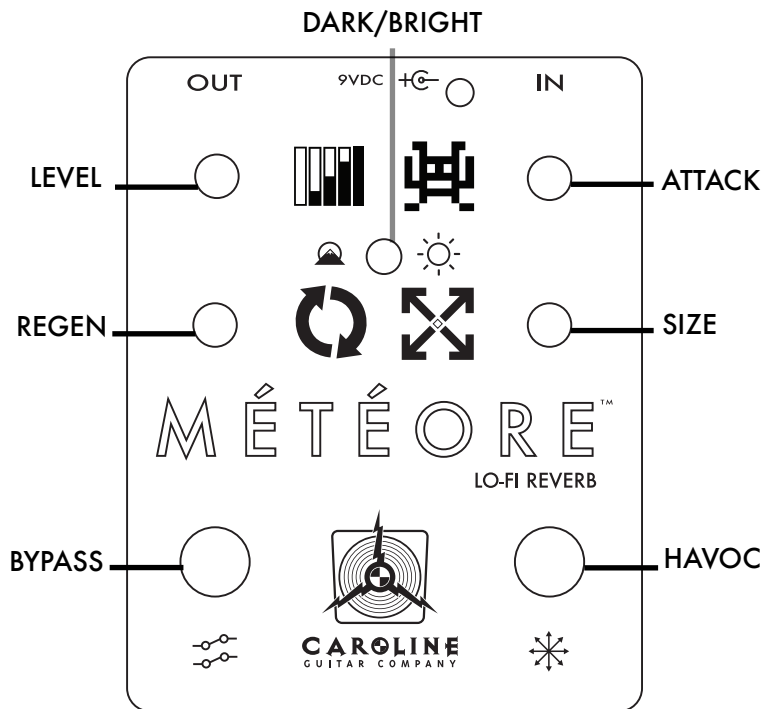 DARK/BRIGHT
OUT
9VDC
IN
LEVEL
ATTACK
REGEN
SIZE
MÉTÉORE™
LO-FI REVERB
BYPASS
HAVOC
CAROLINE
GUITAR COMPANY